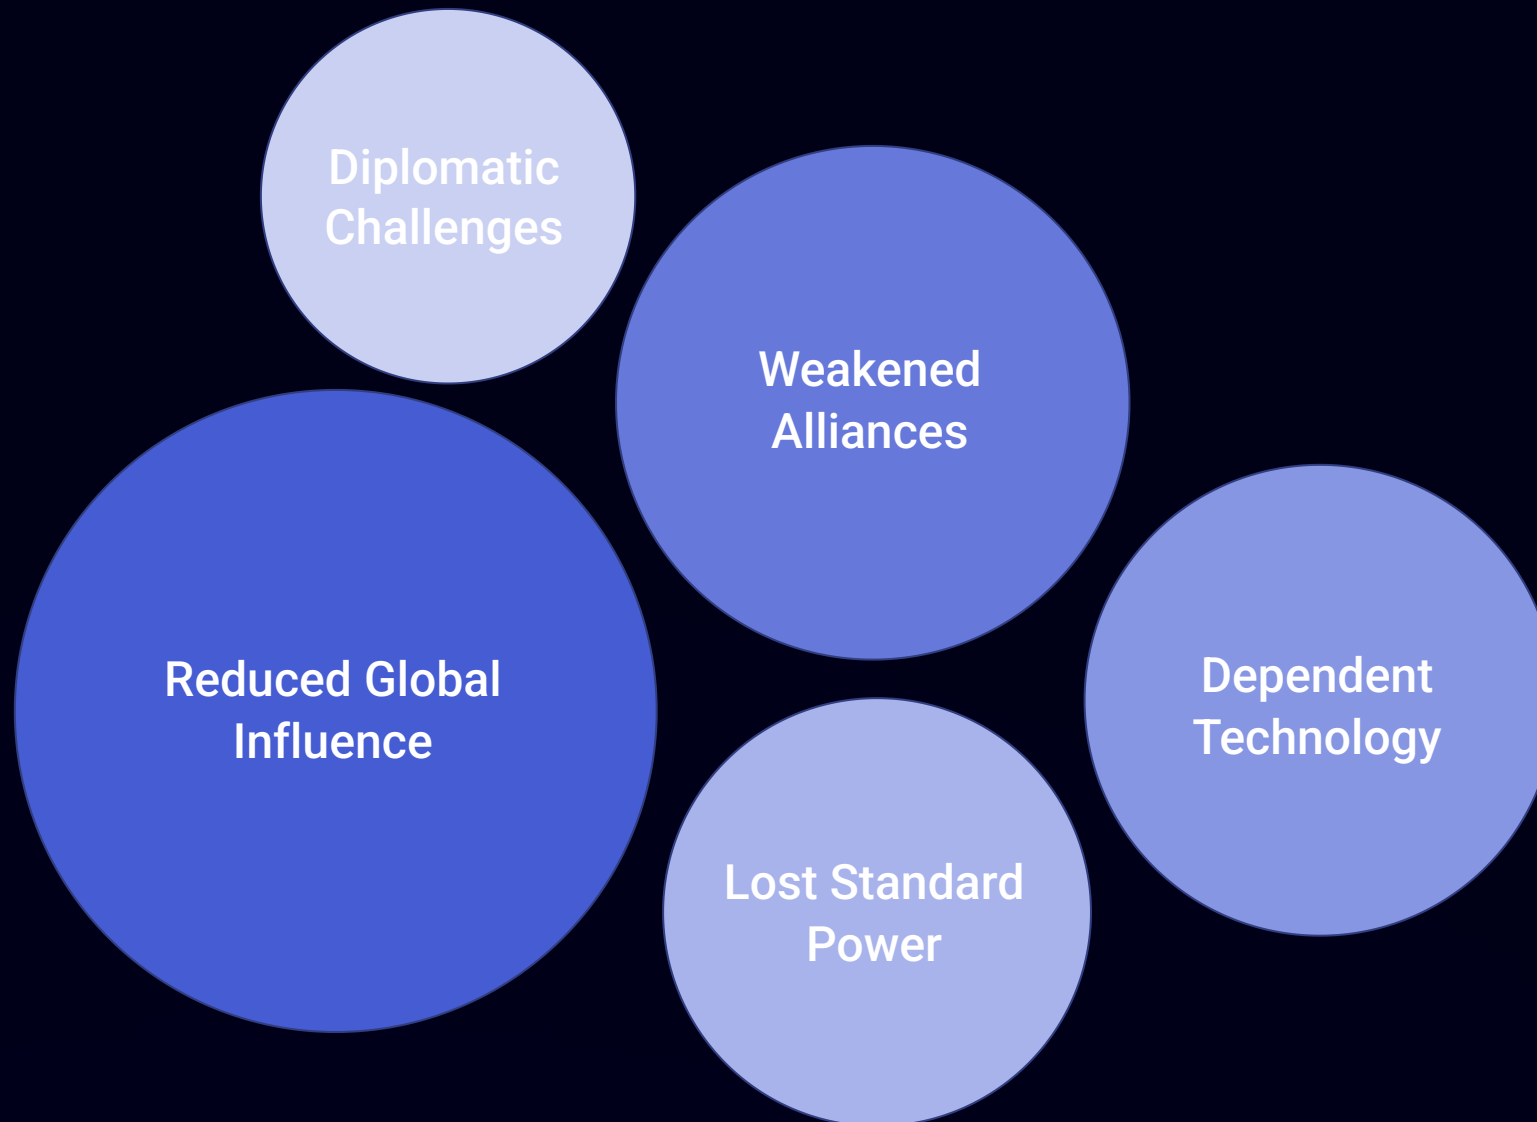 Diplomatic
Challenges
Weakened
Alliances
Reduced Global
Influence
Dependent
Technology
Lost Standard
Power